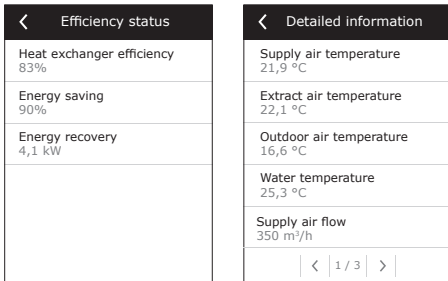 Efficiency status
Heat exchanger efficiency
83%
Energy saving
90%
Energy recovery
4,1 kW
Detailed information
Supply air temperature
21,9 °C
Extract air temperature
22,1 °C
Outdoor air temperature
16,6 °C
Water temperature
25,3 °C
Supply air flow
350 m³/h
1 / 3